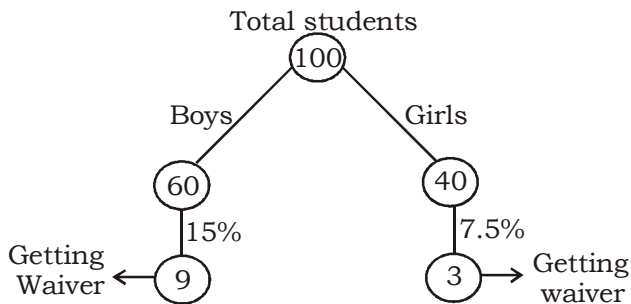 Total students
100
Boys
Girls
60
40
15%
7.5%
Getting
Waiver
9
3
Getting
waiver